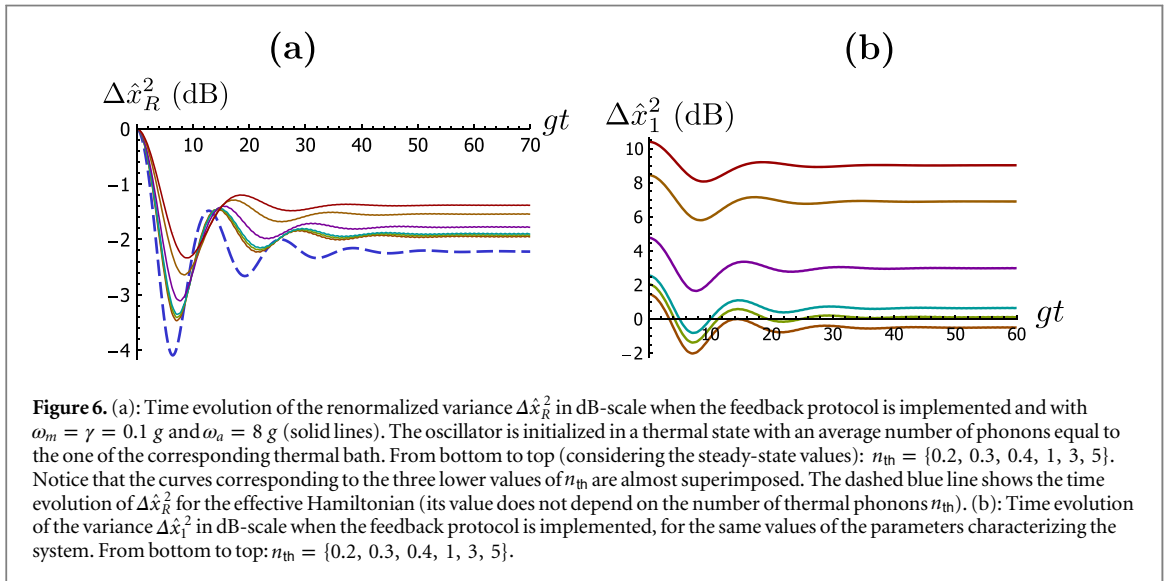 (a)
(b)
Δx̂²_R (dB)
gt
0
10 20 30 40 50 60 70
−1
−2
−3
−4
Δx̂²₁ (dB)
10
8
6
4
2
0
−2
gt
10 20 30 40 50 60
Figure 6. (a): Time evolution of the renormalized variance Δx̂_R² in dB-scale when the feedback protocol is implemented and with
ω_m = γ = 0.1 g and ω_a = 8 g (solid lines). The oscillator is initialized in a thermal state with an average number of phonons equal to
the one of the corresponding thermal bath. From bottom to top (considering the steady-state values): n_th = {0.2, 0.3, 0.4, 1, 3, 5}.
Notice that the curves corresponding to the three lower values of n_th are almost superimposed. The dashed blue line shows the time
evolution of Δx̂_R² for the effective Hamiltonian (its value does not depend on the number of thermal phonons n_th). (b): Time evolution
of the variance Δx̂₁² in dB-scale when the feedback protocol is implemented, for the same values of the parameters characterizing the
system. From bottom to top: n_th = {0.2, 0.3, 0.4, 1, 3, 5}.